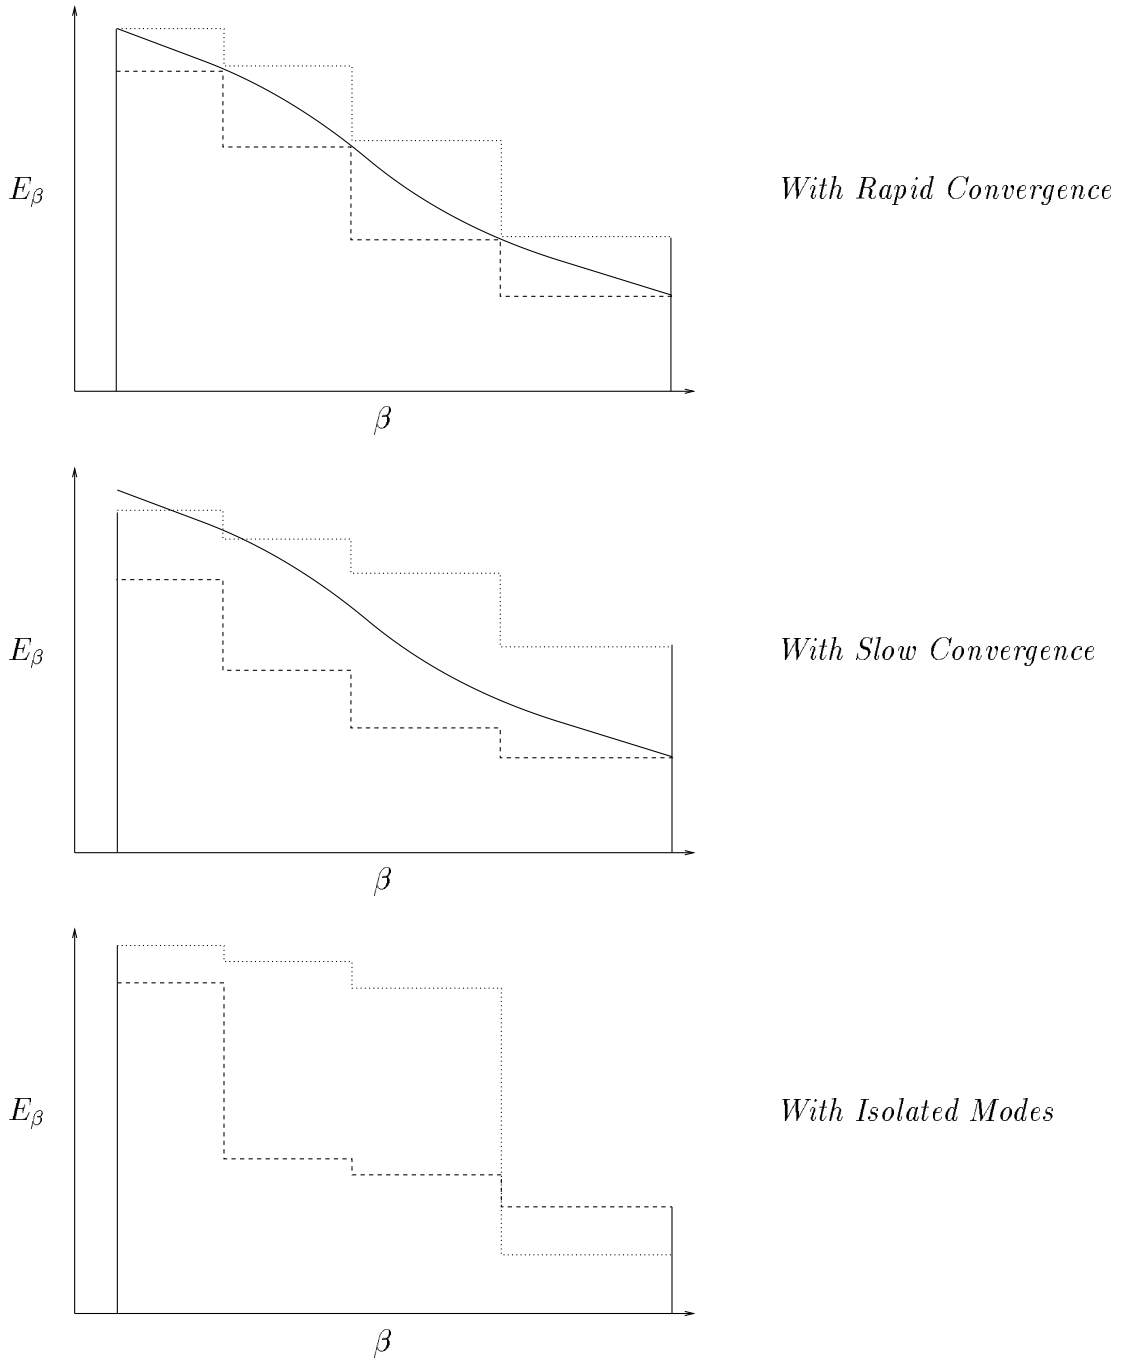 E_β
With Rapid Convergence
β
E_β
With Slow Convergence
β
E_β
With Isolated Modes
β